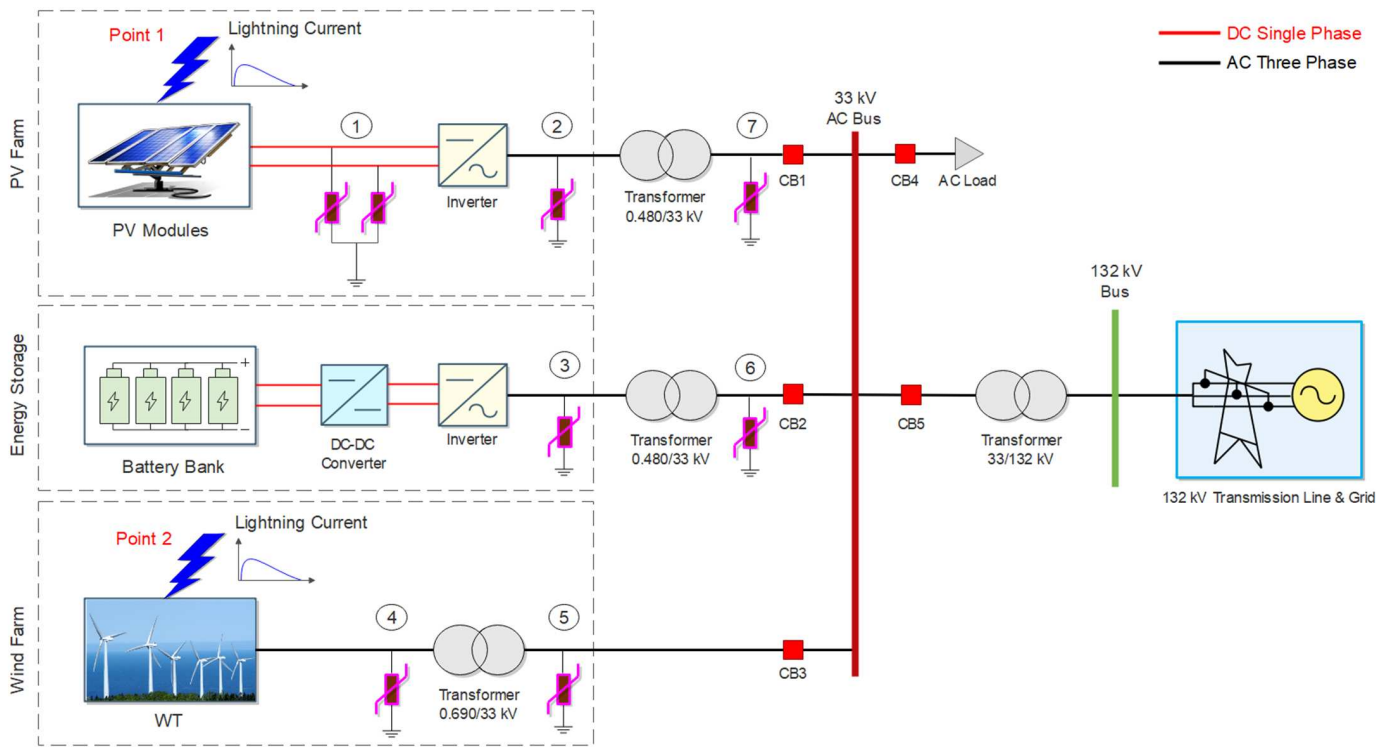 Point 1
Lightning Current
DC Single Phase
AC Three Phase
PV Farm
1
2
7
33 kV
AC Bus
PV Modules
Inverter
Transformer
0.480/33 kV
CB1
CB4
AC Load
132 kV
Bus
Energy Storage
+
−
3
6
Battery Bank
DC-DC
Converter
Inverter
Transformer
0.480/33 kV
CB2
CB5
Transformer
33/132 kV
132 kV Transmission Line & Grid
Wind Farm
Point 2
Lightning Current
4
5
WT
Transformer
0.690/33 kV
CB3